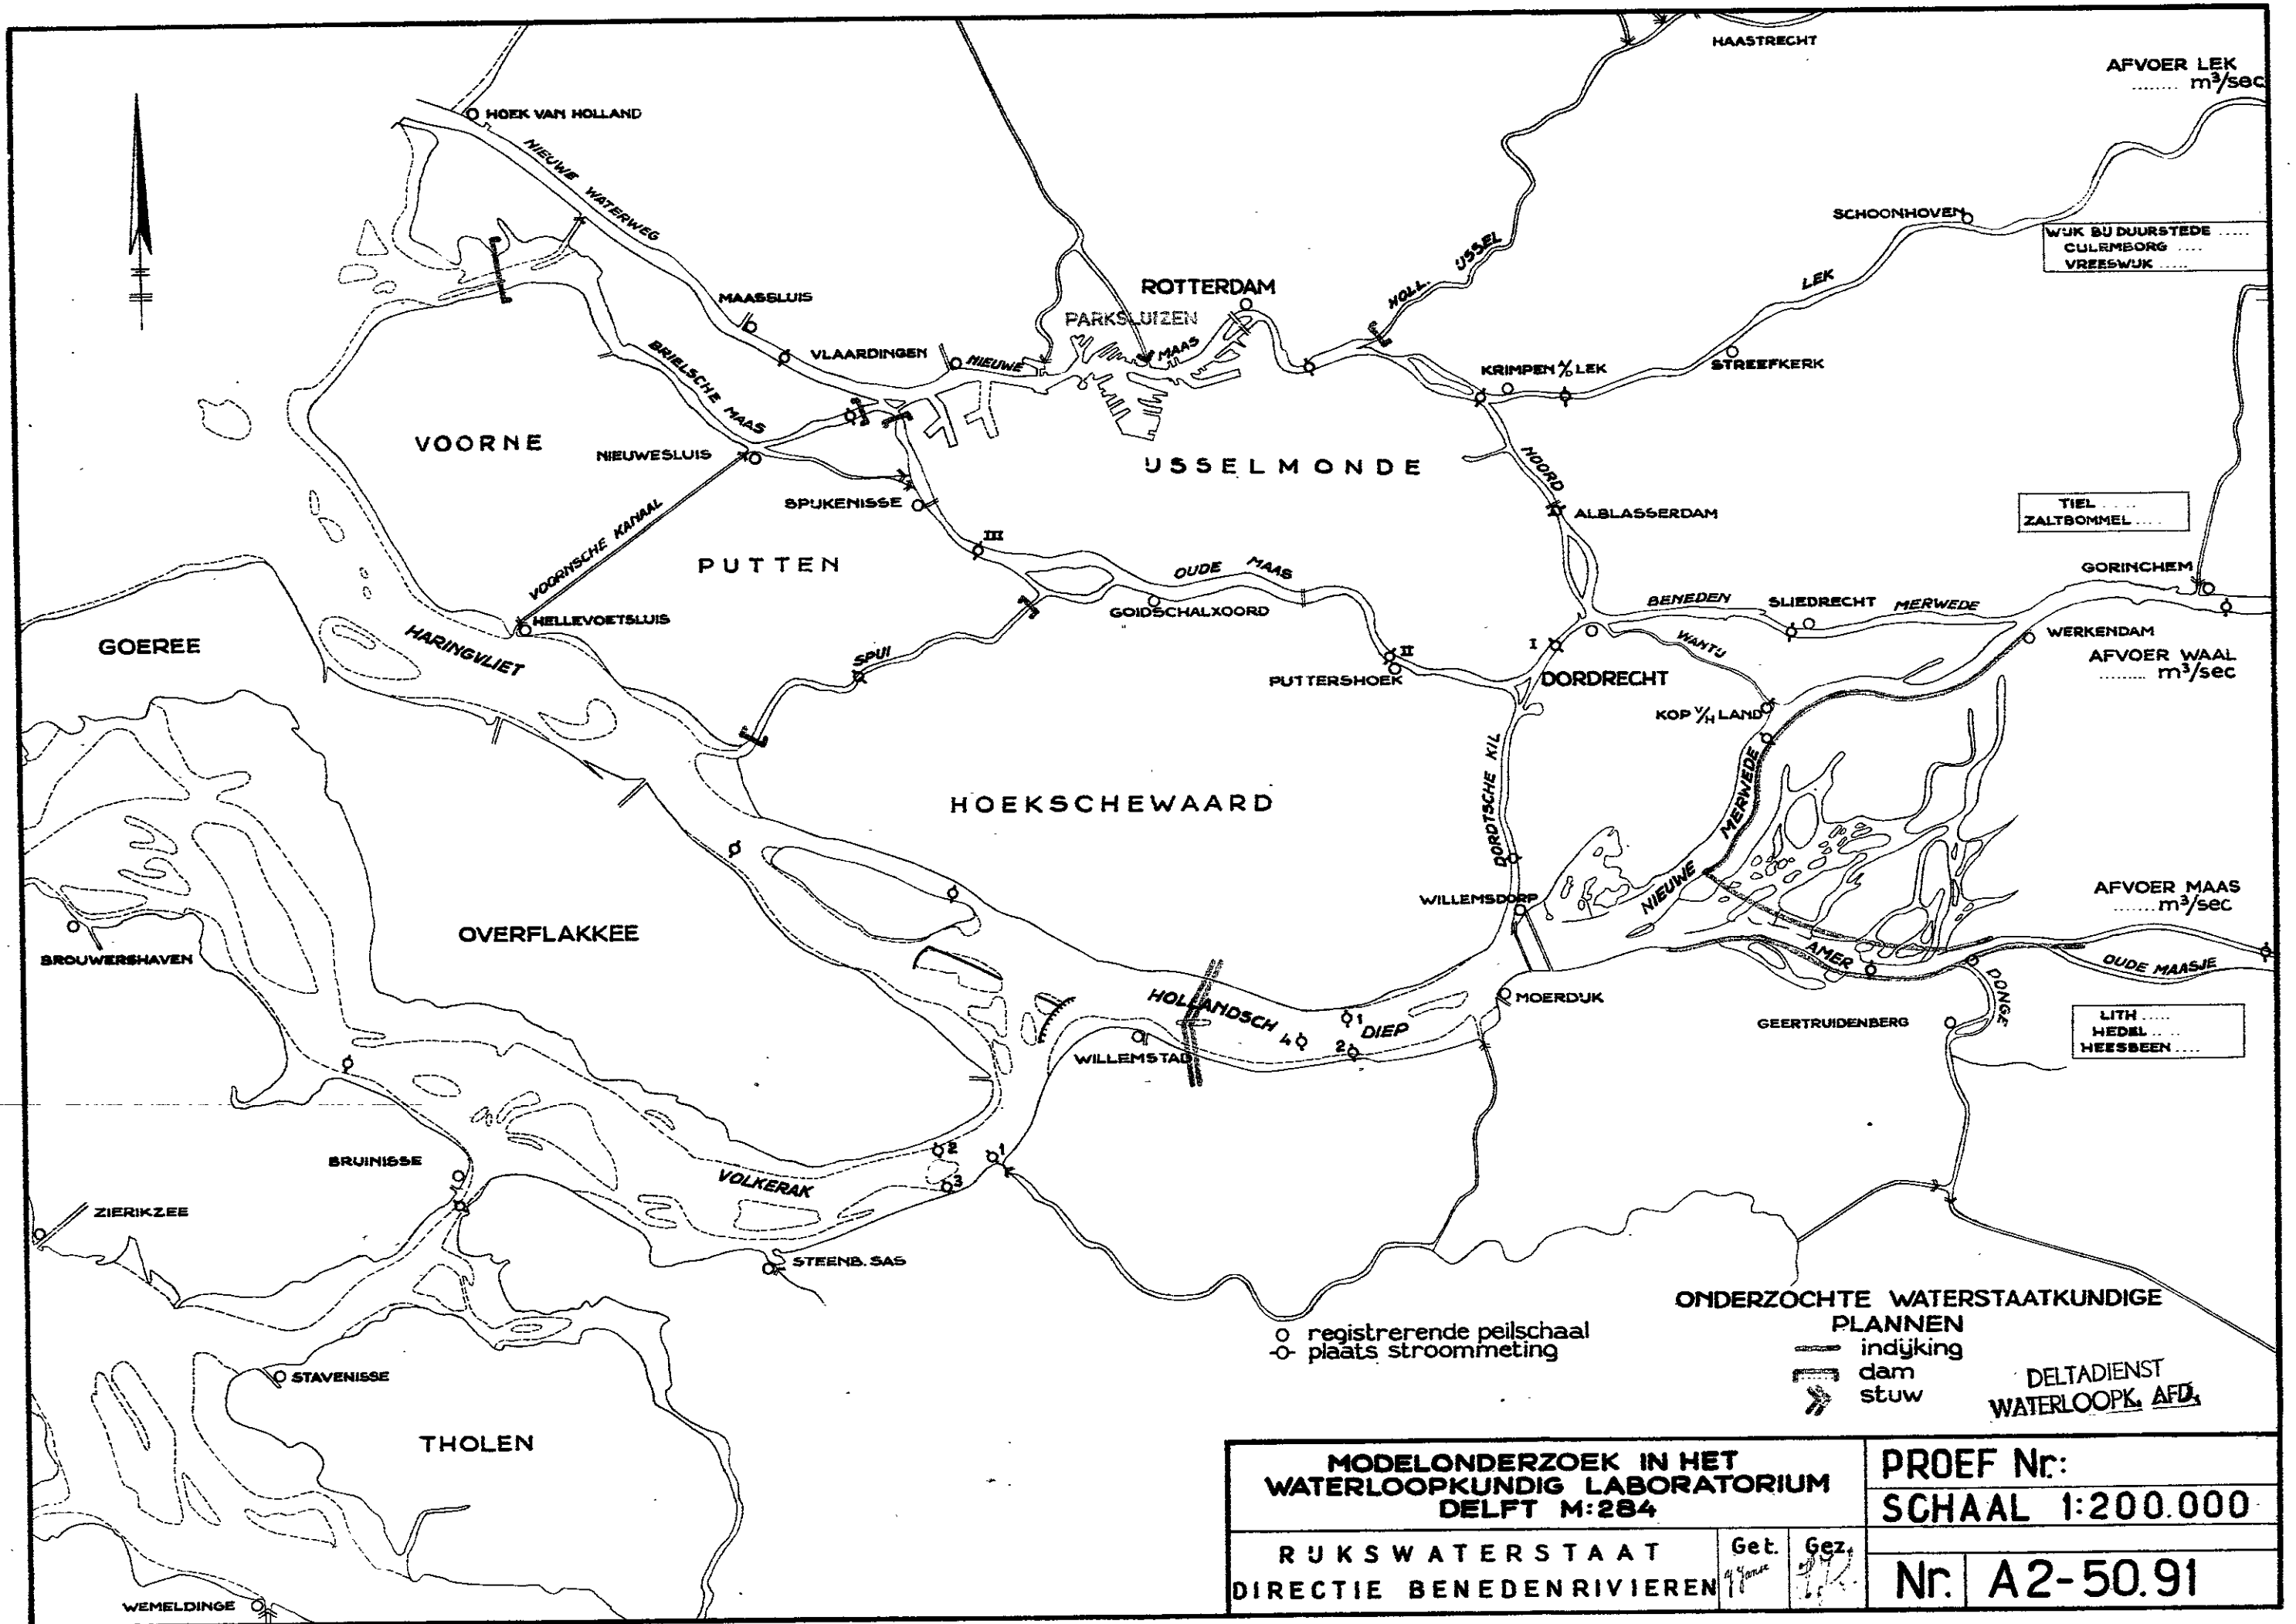 HAASTRECHT
AFVOER LEK
........ m³/sec
HOEK VAN HOLLAND
NIEUWE WATERWEG
SCHOONHOVEN
WIJK BIJ DUURSTEDE .....
CULEMBORG ....
VREESWIJK .....
HOLL. IJSSEL
LEK
MAASSLUIS
ROTTERDAM
PARKSLUIZEN
VLAARDINGEN
NIEUWE
MAAS
KRIMPEN A/D LEK
STREEFKERK
BRIELSCHE MAAS
VOORNE
NIEUWESLUIS
IJSSELMONDE
NOORD
SPIJKENISSE
ALBLASSERDAM
TIEL .....
ZALTBOMMEL ....
VOORNSCHE KANAAL
III
PUTTEN
OUDE MAAS
GORINCHEM
GOIDSCHALXOORD
BENEDEN
SLIEDRECHT
MERWEDE
HELLEVOETSLUIS
GOEREE
HARINGVLIET
WERKENDAM
I
WANTIJ
SPUI
II
AFVOER WAAL
........ m³/sec
PUTTERSHOEK
DORDRECHT
KOP V/H LAND
DORDTSCHE KIL
HOEKSCHEWAARD
NIEUWE MERWEDE
WILLEMSDORP
AFVOER MAAS
....... m³/sec
OVERFLAKKEE
BROUWERSHAVEN
AMER
OUDE MAASJE
DONGE
HOLLANDSCH
DIEP
1
4
2
MOERDIJK
GEERTRUIDENBERG
LITH .....
HEDEL .....
HEESBEEN ....
WILLEMSTAD
BRUINISSE
2
1
3
VOLKERAK
ZIERIKZEE
STEENB. SAS
ONDERZOCHTE WATERSTAATKUNDIGE
PLANNEN
indijking
dam
stuw
registrerende peilschaal
plaats stroommeting
DELTADIENST
WATERLOOPK. AFD.
STAVENISSE
THOLEN
WEMELDINGE
MODELONDERZOEK IN HET
WATERLOOPKUNDIG LABORATORIUM
DELFT M:284
PROEF Nr:
SCHAAL 1:200.000
RIJKSWATERSTAAT
DIRECTIE BENEDENRIVIEREN
Get.
Gez.
Nr. A2-50.91